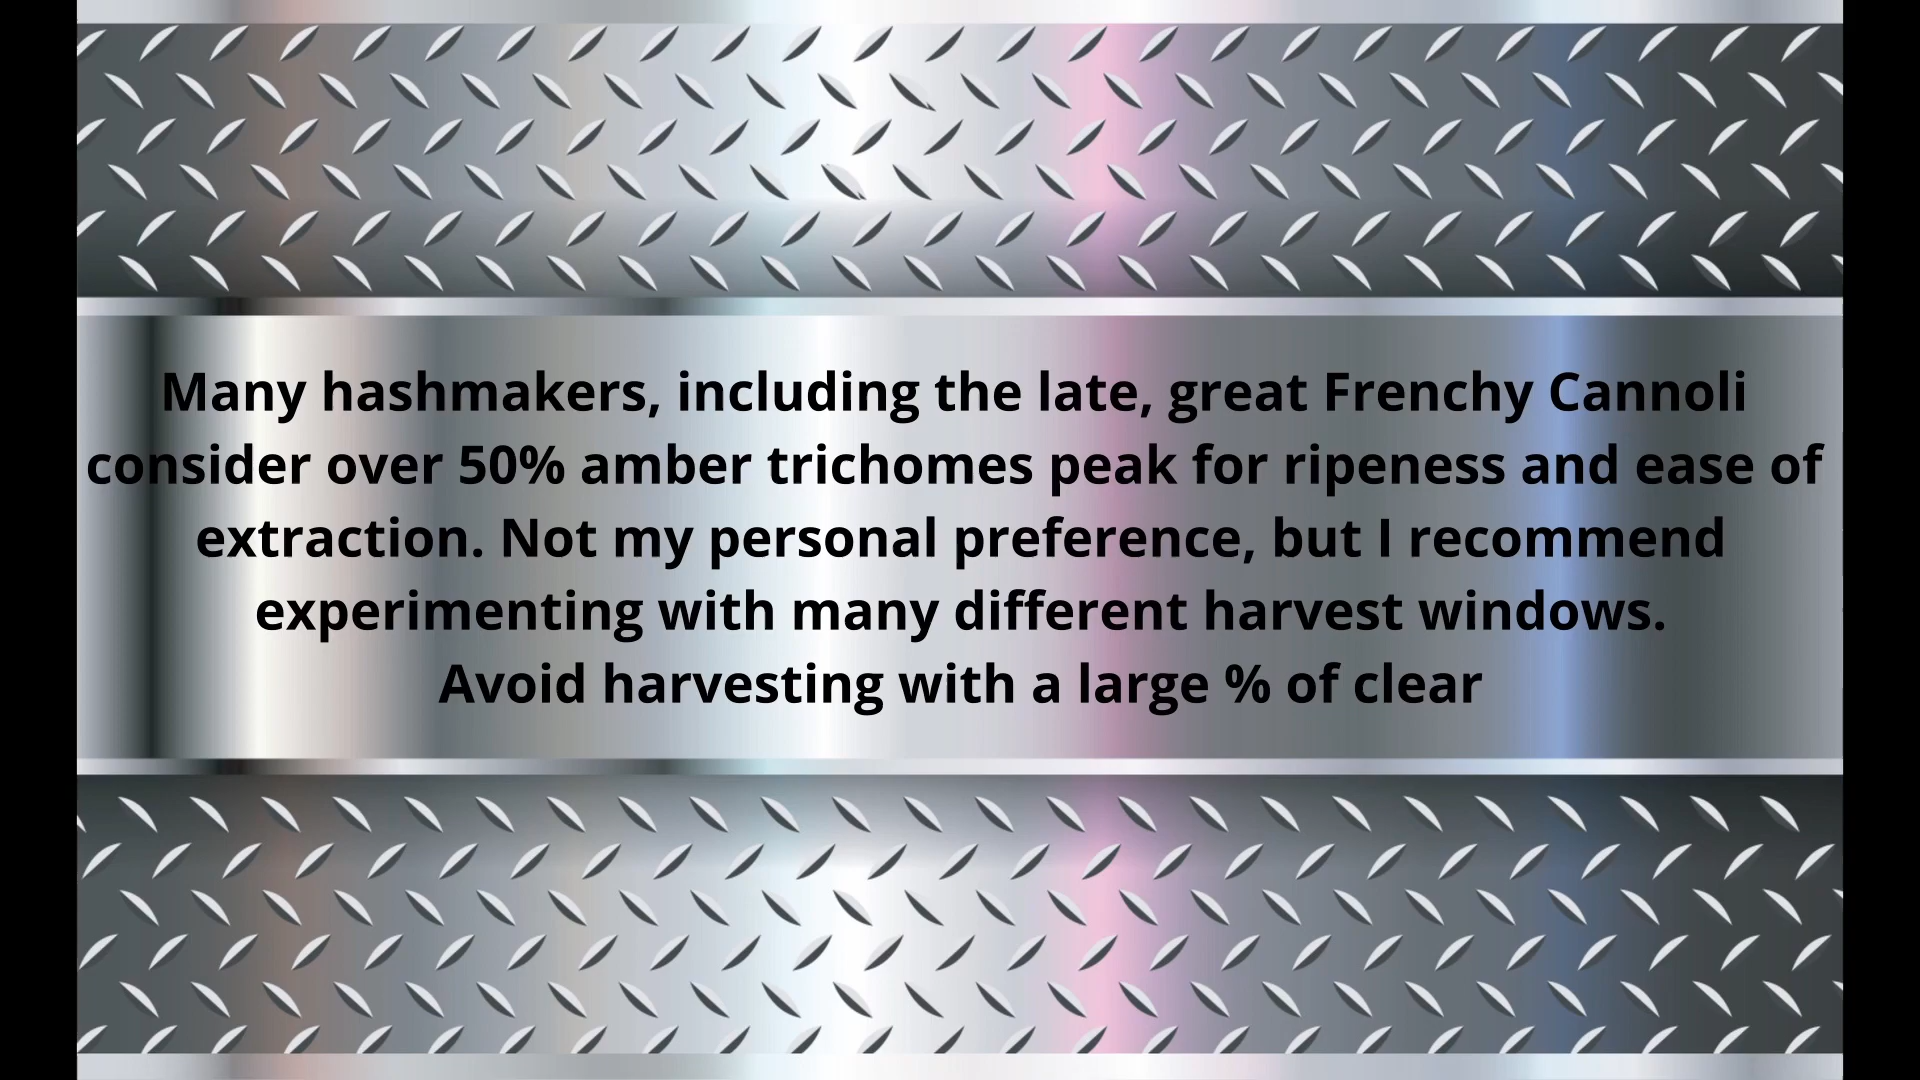 Many hashmakers, including the late, great Frenchy Cannoli
consider over 50% amber trichomes peak for ripeness and ease of
extraction. Not my personal preference, but I recommend
experimenting with many different harvest windows.
Avoid harvesting with a large % of clear